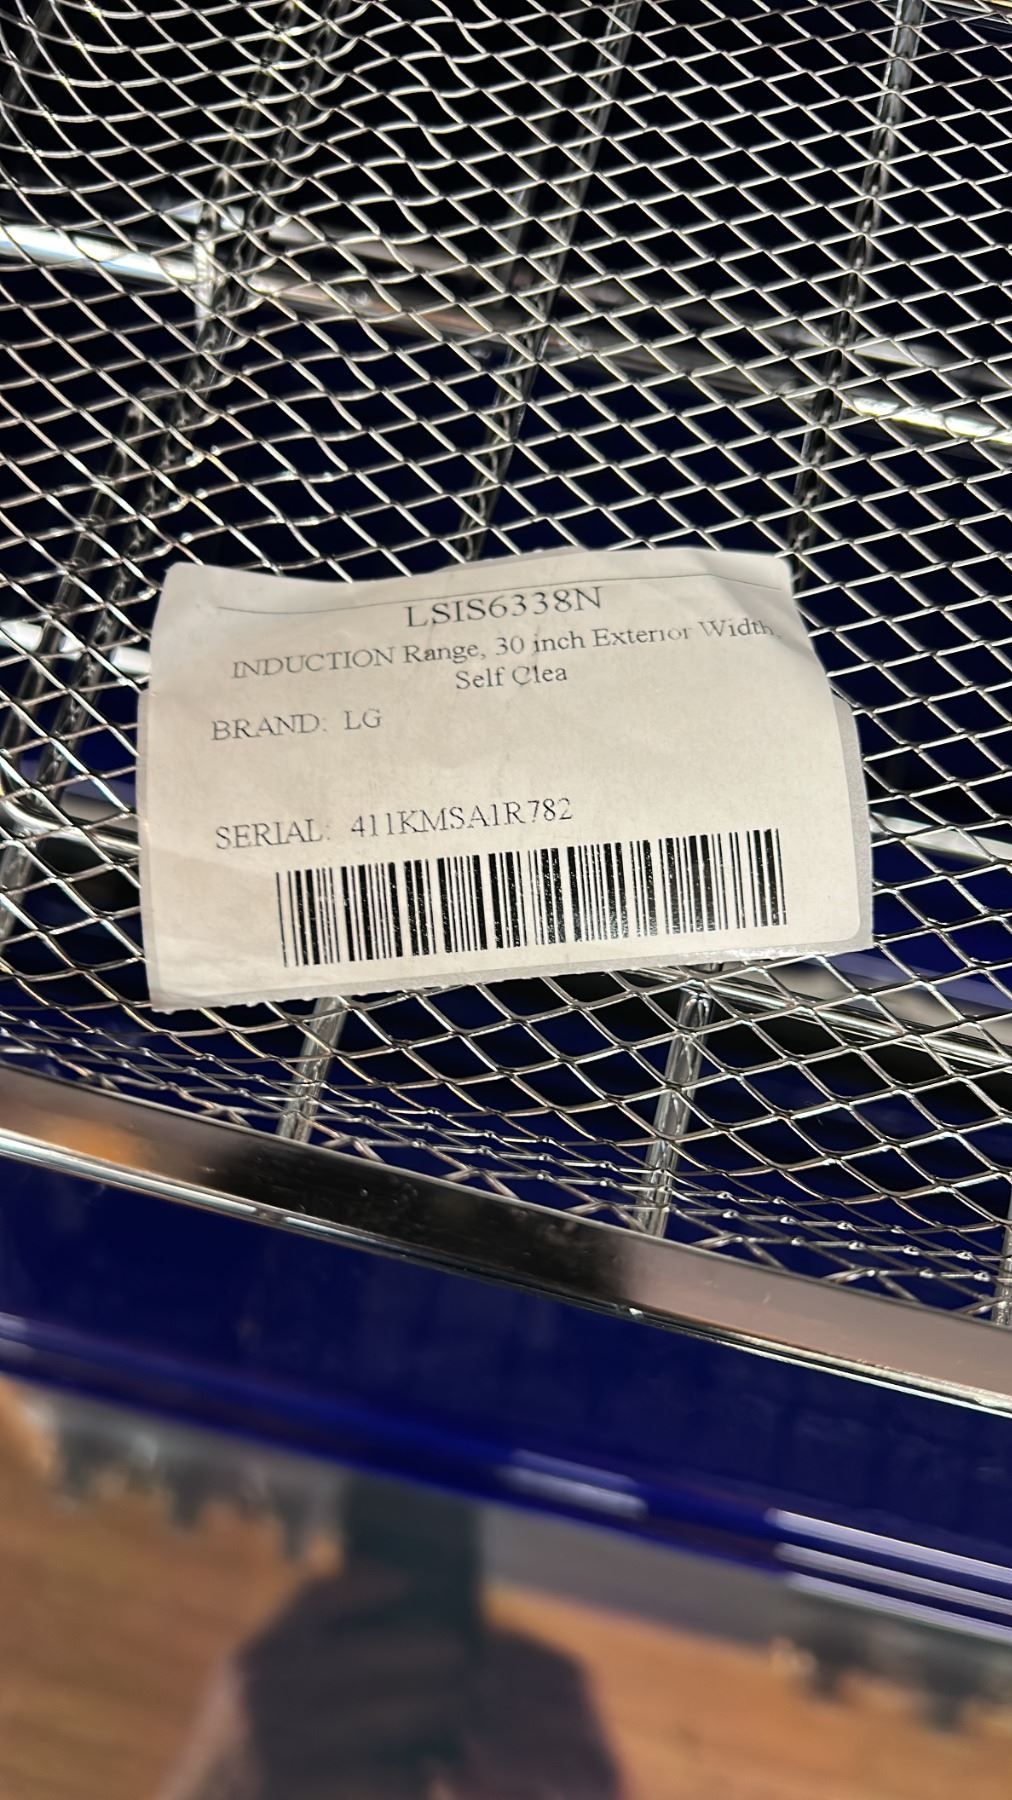 LSIS6338N
INDUCTION Range, 30 inch Exterior Width,
Self Clea
BRAND: LG
SERIAL: 411KMSA1R782